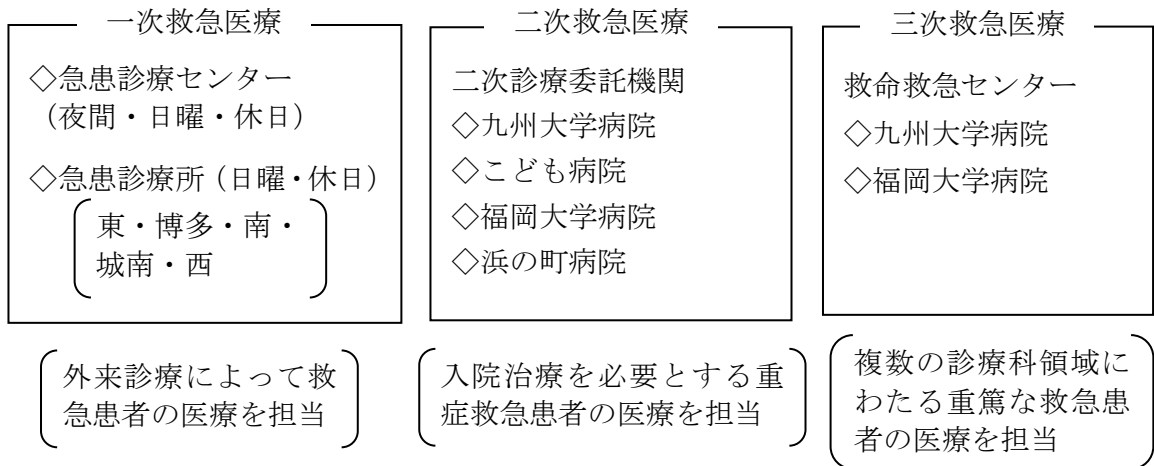 一次救急医療
◇急患診療センター
（夜間・日曜・休日）
◇急患診療所（日曜・休日）
東・博多・南・
城南・西
外来診療によって救
急患者の医療を担当
二次救急医療
二次診療委託機関
◇九州大学病院
◇こども病院
◇福岡大学病院
◇浜の町病院
入院治療を必要とする重
症救急患者の医療を担当
三次救急医療
救命救急センター
◇九州大学病院
◇福岡大学病院
複数の診療科領域に
わたる重篤な救急患
者の医療を担当